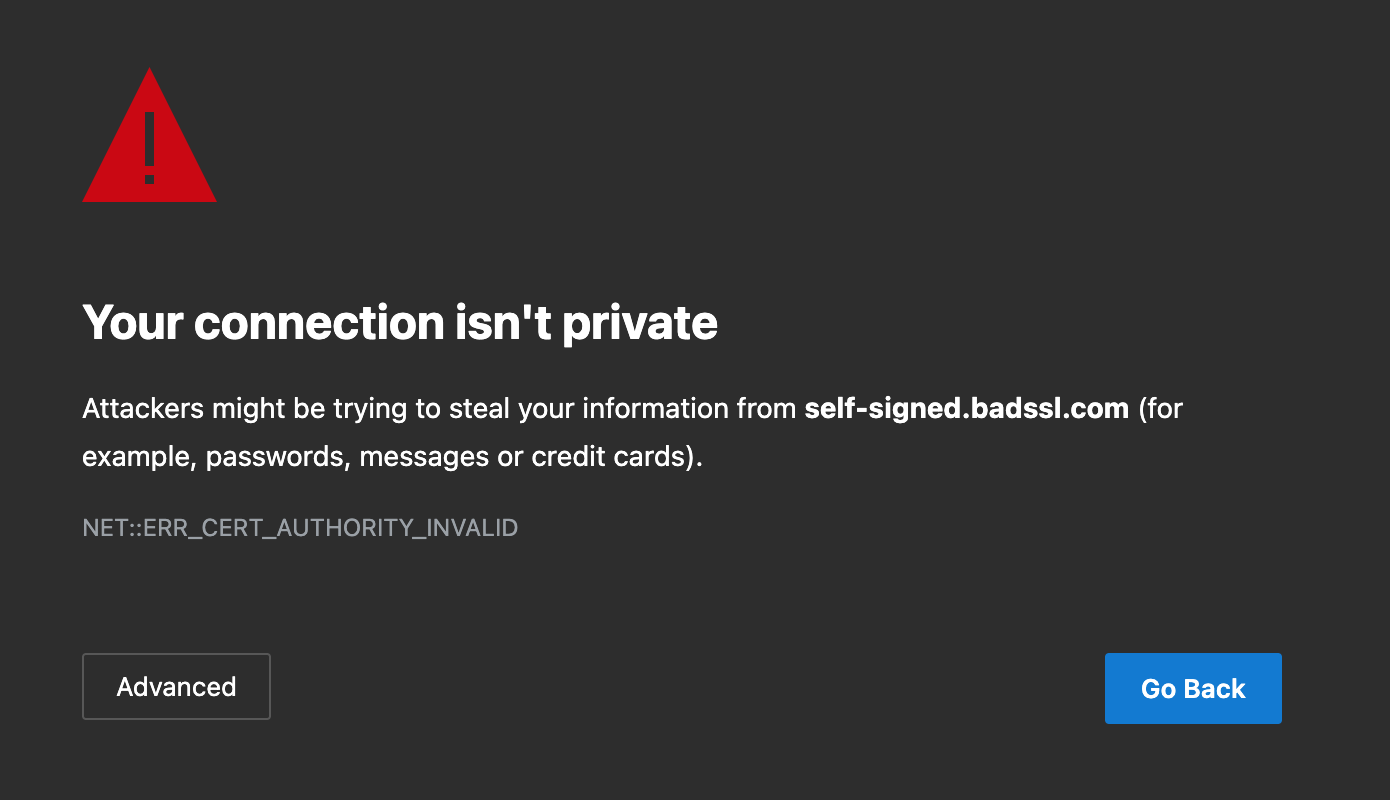 Your connection isn't private
Attackers might be trying to steal your information from self-signed.badssl.com (for
example, passwords, messages or credit cards).
NET::ERR_CERT_AUTHORITY_INVALID
Advanced
Go Back